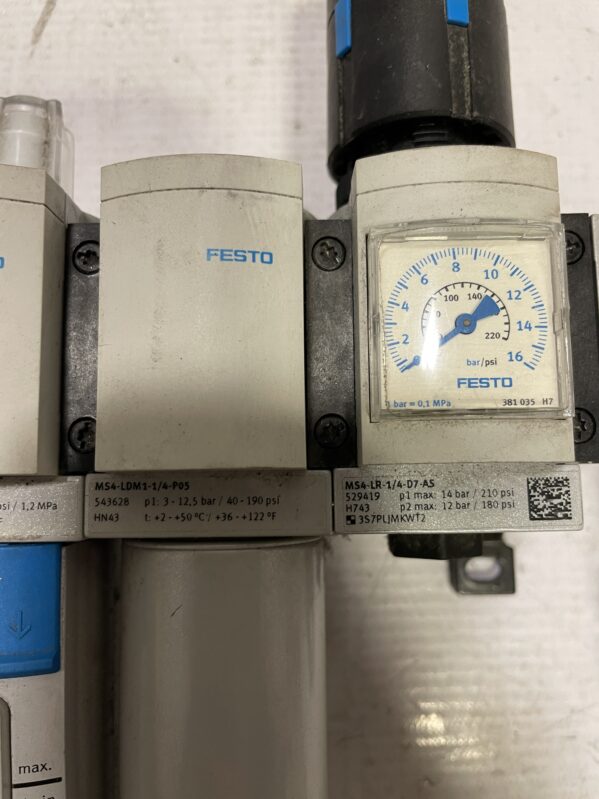 FESTO
0 2 4 6 8 10 12 14 16
100 140 220
bar/psi
FESTO
1 bar = 0,1 MPa 381 035 H7
MS4-LDM1-1/4-P05
543628 p1: 3 - 12,5 bar / 40 - 190 psi
HN43 t: +2 - +50 °C / +36 - +122 °F
MS4-LR-1/4-D7-AS
529419 p1 max: 14 bar / 210 psi
H743 p2 max: 12 bar / 180 psi
3S7PLJMKWT2
psi / 1,2 MPa
max.